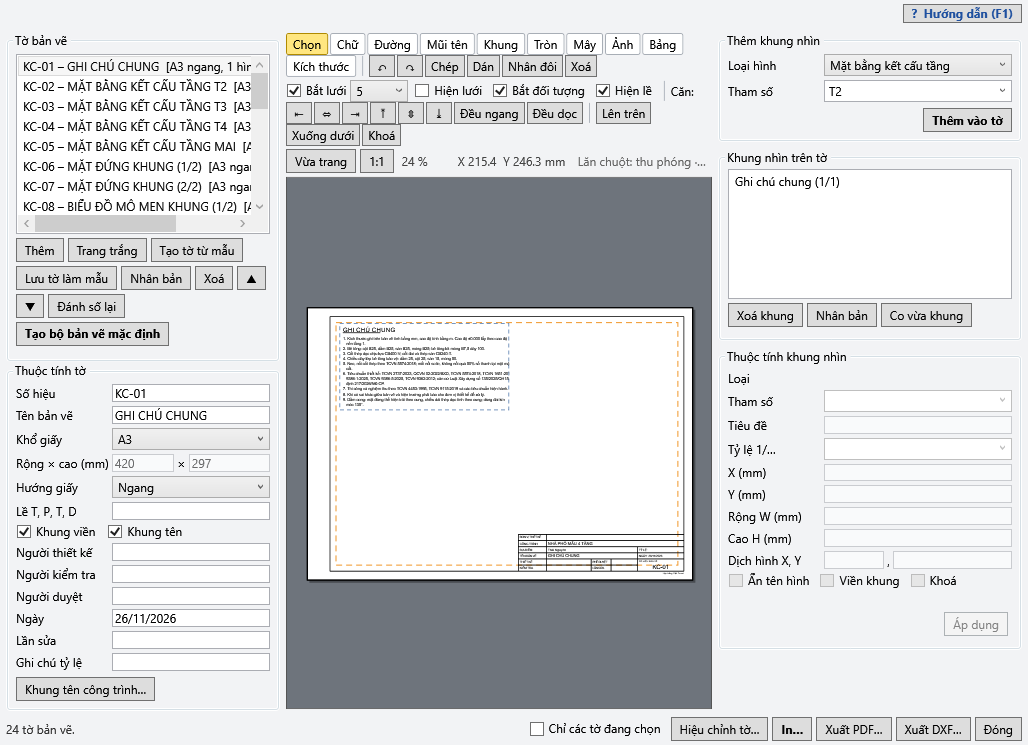 ? Hướng dẫn (F1)
Tờ bản vẽ
KC-01 – GHI CHÚ CHUNG [A3 ngang, 1 hìn
KC-02 – MẶT BẰNG KẾT CẤU TẦNG T2 [A3
KC-03 – MẶT BẰNG KẾT CẤU TẦNG T3 [A3
KC-04 – MẶT BẰNG KẾT CẤU TẦNG T4 [A3
KC-05 – MẶT BẰNG KẾT CẤU TẦNG MAI [A
KC-06 – MẶT ĐỨNG KHUNG (1/2) [A3 ngan
KC-07 – MẶT ĐỨNG KHUNG (2/2) [A3 ngan
KC-08 – BIỂU ĐỒ MÔ MEN KHUNG (1/2) [A
Thêm
Trang trắng
Tạo tờ từ mẫu
Lưu tờ làm mẫu
Nhân bản
Xoá
▲
▼
Đánh số lại
Tạo bộ bản vẽ mặc định
Thuộc tính tờ
Số hiệu
KC-01
Tên bản vẽ
GHI CHÚ CHUNG
Khổ giấy
A3
Rộng × cao (mm)
420
×
297
Hướng giấy
Ngang
Lề T, P, T, D
Khung viền
Khung tên
Người thiết kế
Người kiểm tra
Người duyệt
Ngày
26/11/2026
Lần sửa
Ghi chú tỷ lệ
Khung tên công trình...
24 tờ bản vẽ.
Chọn
Chữ
Đường
Mũi tên
Khung
Tròn
Mây
Ảnh
Bảng
Kích thước
Chép
Dán
Nhân đôi
Xoá
Bắt lưới
5
Hiện lưới
Bắt đối tượng
Hiện lề
Căn:
Đều ngang
Đều dọc
Lên trên
Xuống dưới
Khoá
Vừa trang
1:1
24 %
X 215.4 Y 246.3 mm
Lăn chuột: thu phóng ·...
GHI CHÚ CHUNG
NHÀ PHỐ MẪU 4 TẦNG
GHI CHÚ CHUNG
KC-01
Thêm khung nhìn
Loại hình
Mặt bằng kết cấu tầng
Tham số
T2
Thêm vào tờ
Khung nhìn trên tờ
Ghi chú chung (1/1)
Xoá khung
Nhân bản
Co vừa khung
Thuộc tính khung nhìn
Loại
Tham số
Tiêu đề
Tỷ lệ 1/...
X (mm)
Y (mm)
Rộng W (mm)
Cao H (mm)
Dịch hình X, Y
,
Ẩn tên hình
Viền khung
Khoá
Áp dụng
Chỉ các tờ đang chọn
Hiệu chỉnh tờ...
In...
Xuất PDF...
Xuất DXF...
Đóng